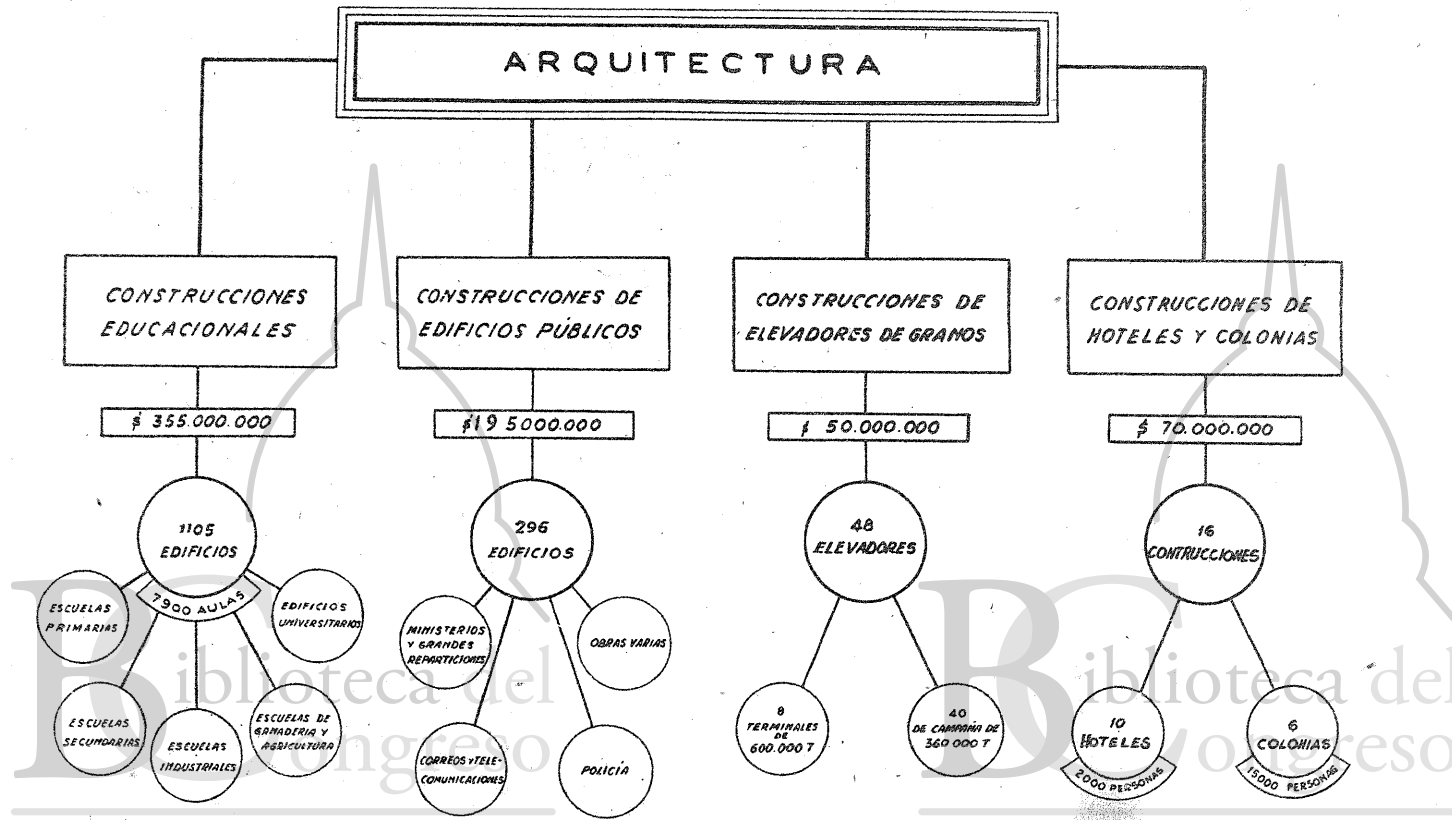 ARQUITECTURA
CONSTRUCCIONES
EDUCACIONALES
CONSTRUCCIONES DE
EDIFICIOS PÚBLICOS
CONSTRUCCIONES DE
ELEVADORES DE GRANOS
CONSTRUCCIONES DE
HOTELES Y COLONIAS
$ 355.000.000
$19 5000.000
$ 50.000.000
$ 70.000.000
1105
EDIFICIOS
7900 AULAS
ESCUELAS
PRIMARIAS
ESCUELAS
SECUNDARIAS
ESCUELAS
INDUSTRIALES
ESCUELAS DE
GANADERIA Y
AGRICULTURA
EDIFICIOS
UNIVERSITARIOS
296
EDIFICIOS
MINISTERIOS
Y GRANDES
REPARTICIONES
CORREOS Y TELE-
COMUNICACIONES
POLICÍA
OBRAS VARIAS
48
ELEVADORES
8
TERMINALES
DE
600.000 T
40
DE CAMPAÑA DE
360 000 T
16
CONTRUCCIONES
10
HOTELES
2000 PERSONAS
6
COLONIAS
15000 PERSONAS
Biblioteca del
Congreso
Biblioteca del
Congreso